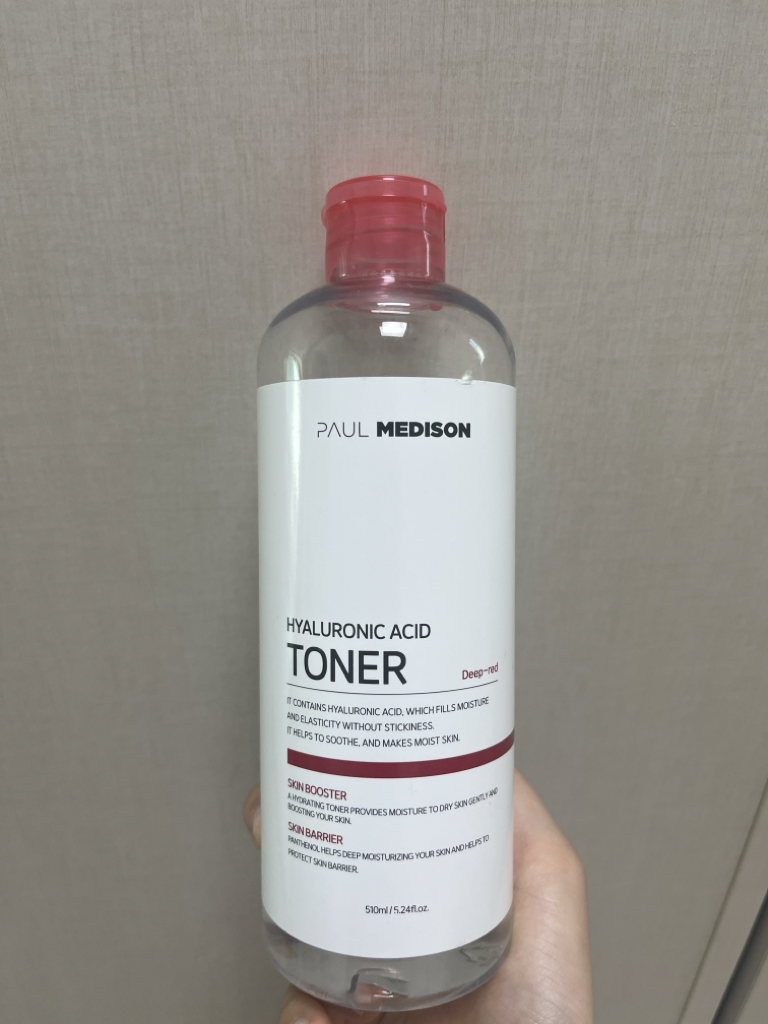 PAUL MEDISON
HYALURONIC ACID
TONER
Deep-red
IT CONTAINS HYALURONIC ACID, WHICH FILLS MOISTURE
AND ELASTICITY WITHOUT STICKINESS.
IT HELPS TO SOOTHE, AND MAKES MOIST SKIN.
SKIN BOOSTER
A HYDRATING TONER PROVIDES MOISTURE TO DRY SKIN GENTLY AND
BOOSTING YOUR SKIN.
SKIN BARRIER
PANTHENOL HELPS DEEP MOISTURIZING YOUR SKIN AND HELPS TO
PROTECT SKIN BARRIER.
510ml / 5.24fl.oz.